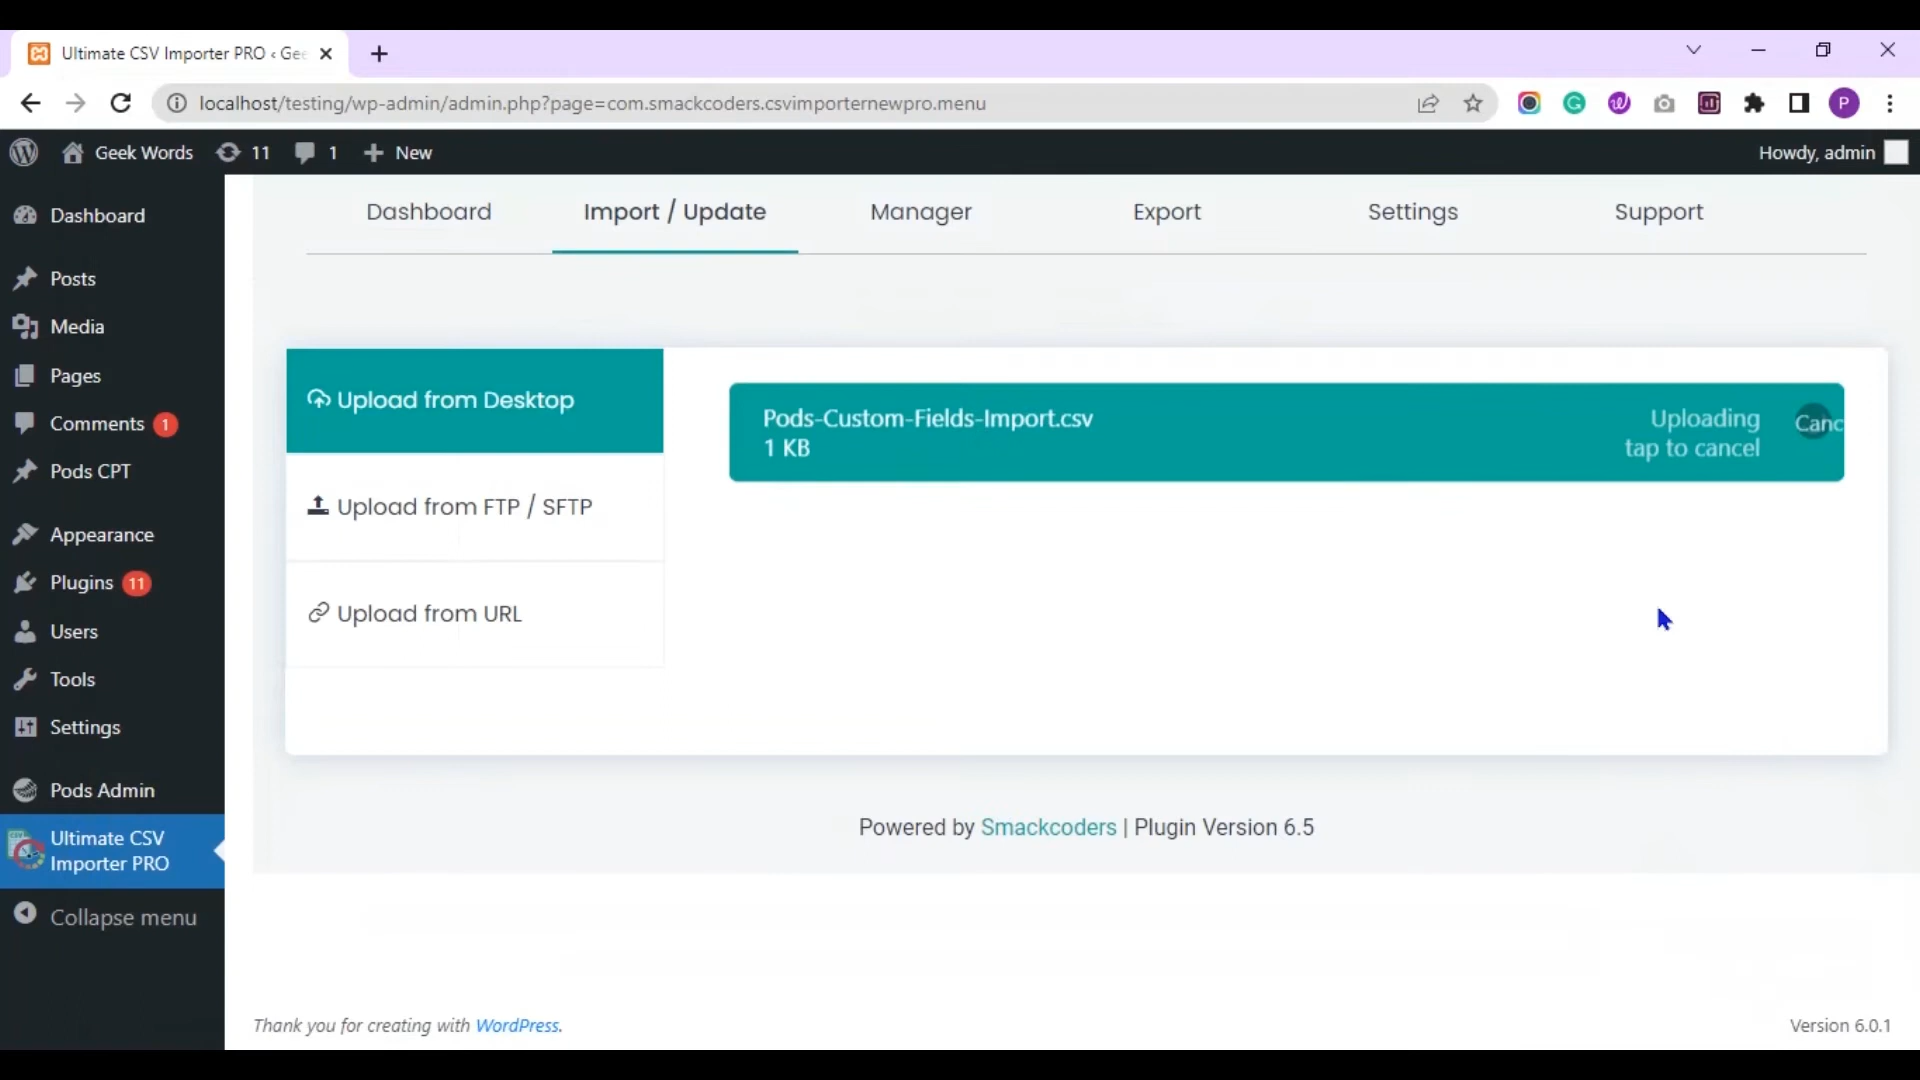 Ultimate CSV Importer PRO ‹ Gee
localhost/testing/wp-admin/admin.php?page=com.smackcoders.csvimporternewpro.menu
P
Geek Words
11
1
New
Howdy, admin
Dashboard
Posts
Media
Pages
Comments 1
Pods CPT
Appearance
Plugins 11
Users
Tools
Settings
Pods Admin
Ultimate CSV
Importer PRO
Collapse menu
Dashboard
Import / Update
Manager
Export
Settings
Support
Upload from Desktop
Upload from FTP / SFTP
Upload from URL
Pods-Custom-Fields-Import.csv
1 KB
Uploading
tap to cancel
Canc
Powered by Smackcoders | Plugin Version 6.5
Thank you for creating with WordPress.
Version 6.0.1